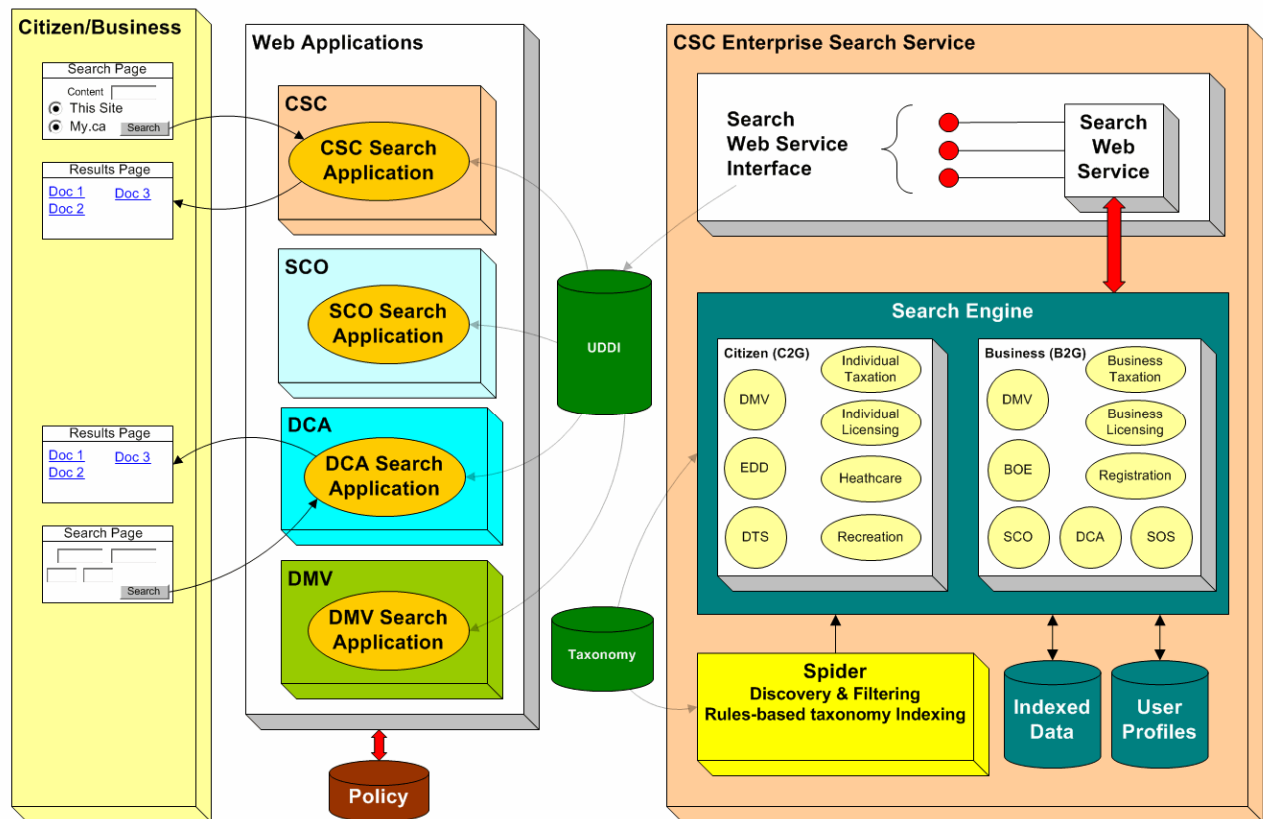 Citizen/Business
Search Page
Content
This Site
My.ca
Search
Results Page
Doc 1
Doc 3
Doc 2
Results Page
Doc 1
Doc 3
Doc 2
Search Page
Search
Web Applications
CSC
CSC Search
Application
SCO
SCO Search
Application
DCA
DCA Search
Application
DMV
DMV Search
Application
Policy
UDDI
Taxonomy
CSC Enterprise Search Service
Search
Web Service
Interface
Search
Web
Service
Search Engine
Citizen (C2G)
DMV
EDD
DTS
Individual
Taxation
Individual
Licensing
Heathcare
Recreation
Business (B2G)
DMV
BOE
SCO
DCA
SOS
Business
Taxation
Business
Licensing
Registration
Spider
Discovery & Filtering
Rules-based taxonomy Indexing
Indexed
Data
User
Profiles